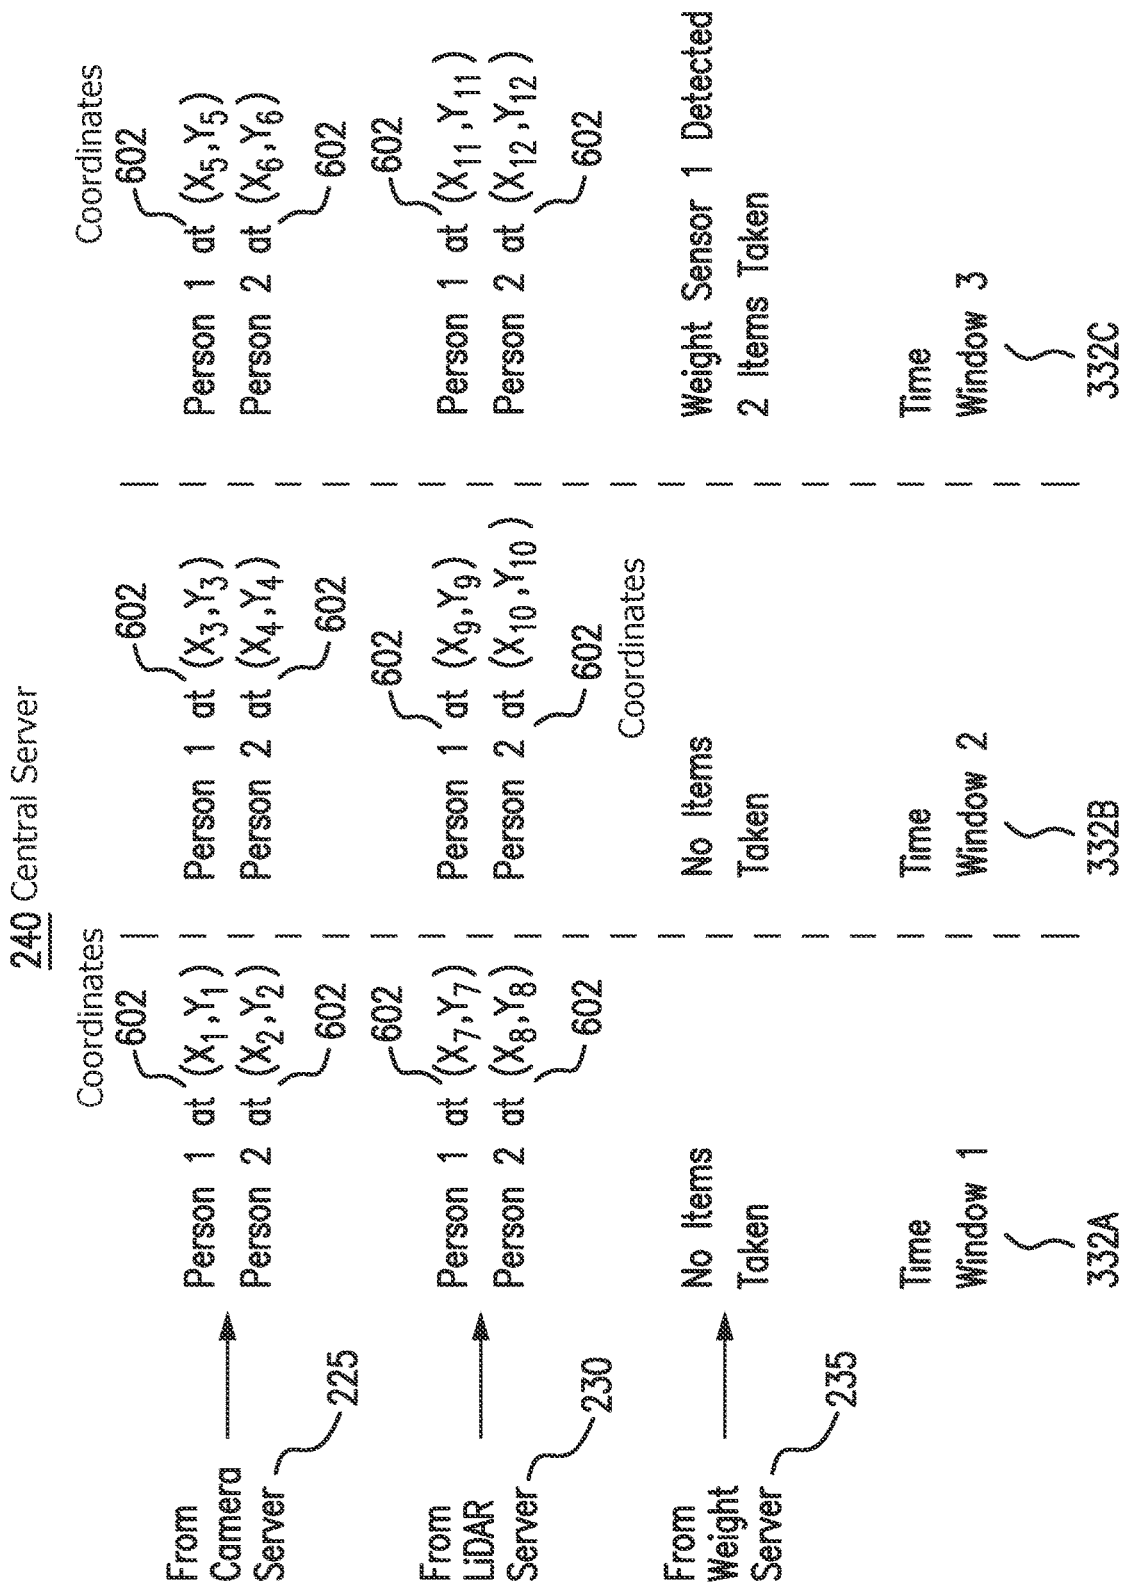 240 Central Server
Coordinates
Coordinates
602
602
602
From
Camera
Server
225
Person 1 at (X1,Y1)
Person 2 at (X2,Y2)
Person 1 at (X3,Y3)
Person 2 at (X4,Y4)
Person 1 at (X5,Y5)
Person 2 at (X6,Y6)
602
602
602
602
602
602
From
LiDAR
Server
230
Person 1 at (X7,Y7)
Person 2 at (X8,Y8)
Person 1 at (X9,Y9)
Person 2 at (X10,Y10)
Person 1 at (X11,Y11)
Person 2 at (X12,Y12)
602
602
602
Coordinates
From
Weight
Server
235
No Items
Taken
No Items
Taken
Weight Sensor 1 Detected
2 Items Taken
Time
Window 1
Time
Window 2
Time
Window 3
332A
332B
332C